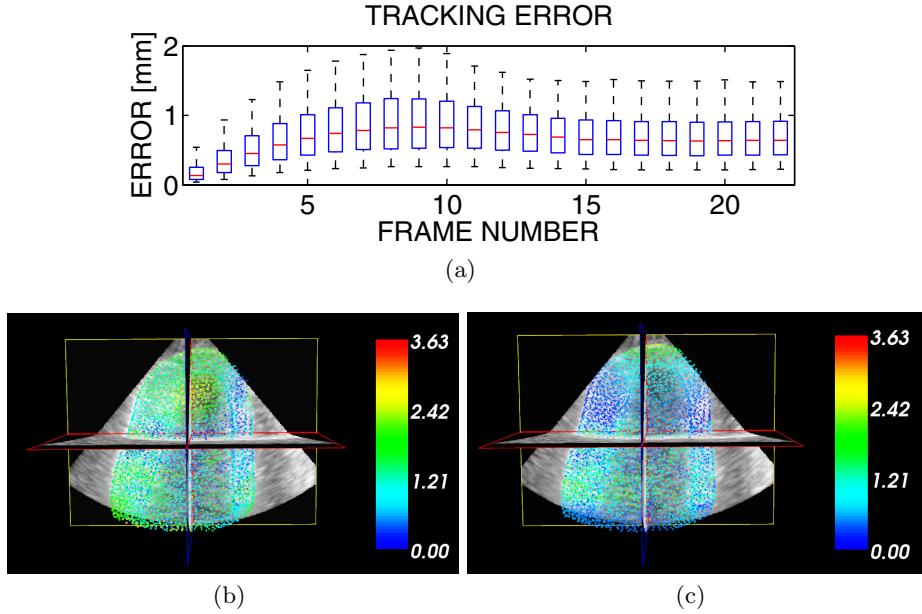 TRACKING ERROR
ERROR [mm]
2
1
0
5
10
15
20
FRAME NUMBER
(a)
3.63
2.42
1.21
0.00
3.63
2.42
1.21
0.00
(b)
(c)